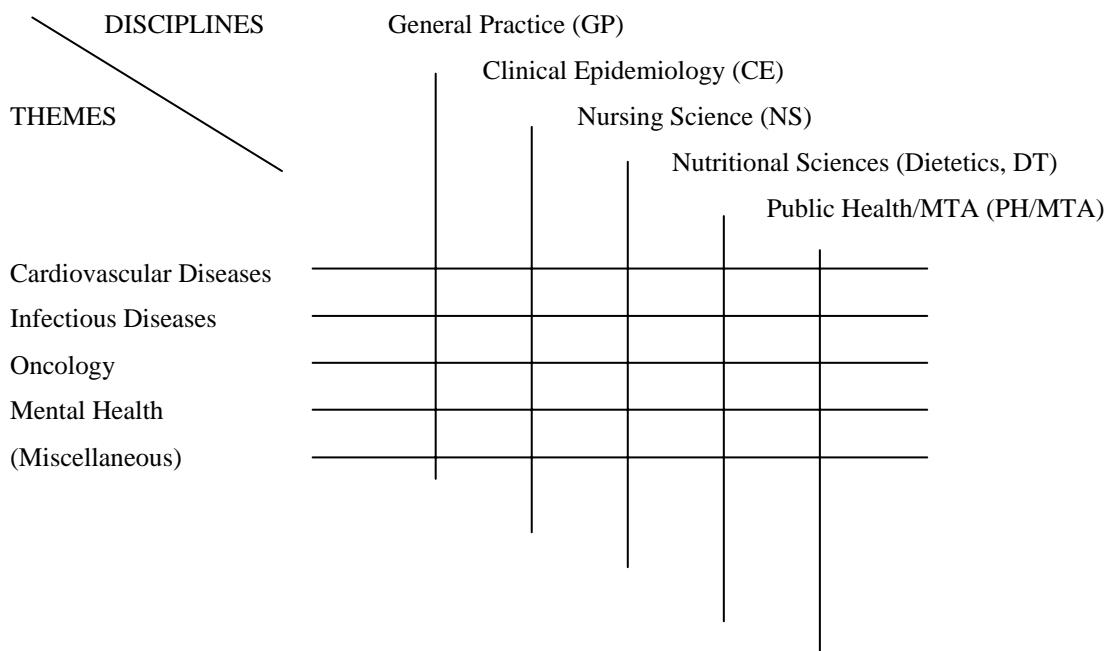 DISCIPLINES General Practice (GP)
Clinical Epidemiology (CE)
THEMES Nursing Science (NS)
Nutritional Sciences (Dietetics, DT)
Public Health/MTA (PH/MTA)
Cardiovascular Diseases
Infectious Diseases
Oncology
Mental Health
(Miscellaneous)